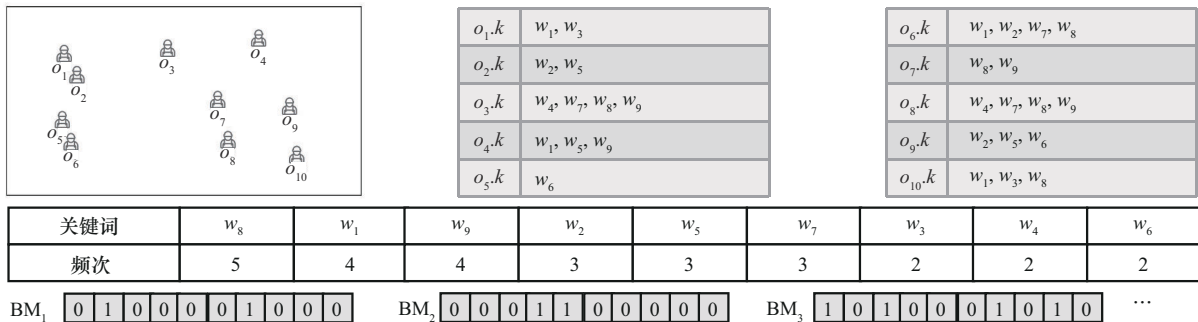 o₁
o₂
o₃
o₄
o₅
o₆
o₇
o₈
o₉
o₁₀
o₁.k w₁, w₃
o₂.k w₂, w₅
o₃.k w₄, w₇, w₈, w₉
o₄.k w₁, w₅, w₉
o₅.k w₆
o₆.k w₁, w₂, w₇, w₈
o₇.k w₈, w₉
o₈.k w₄, w₇, w₈, w₉
o₉.k w₂, w₅, w₆
o₁₀.k w₁, w₃, w₈
关键词 w₈ w₁ w₉ w₂ w₅ w₇ w₃ w₄ w₆
频次 5 4 4 3 3 3 2 2 2
BM₁ 0 1 0 0 0 0 1 0 0 0 BM₂ 0 0 0 1 1 0 0 0 0 0 BM₃ 1 0 1 0 0 0 1 0 1 0 …